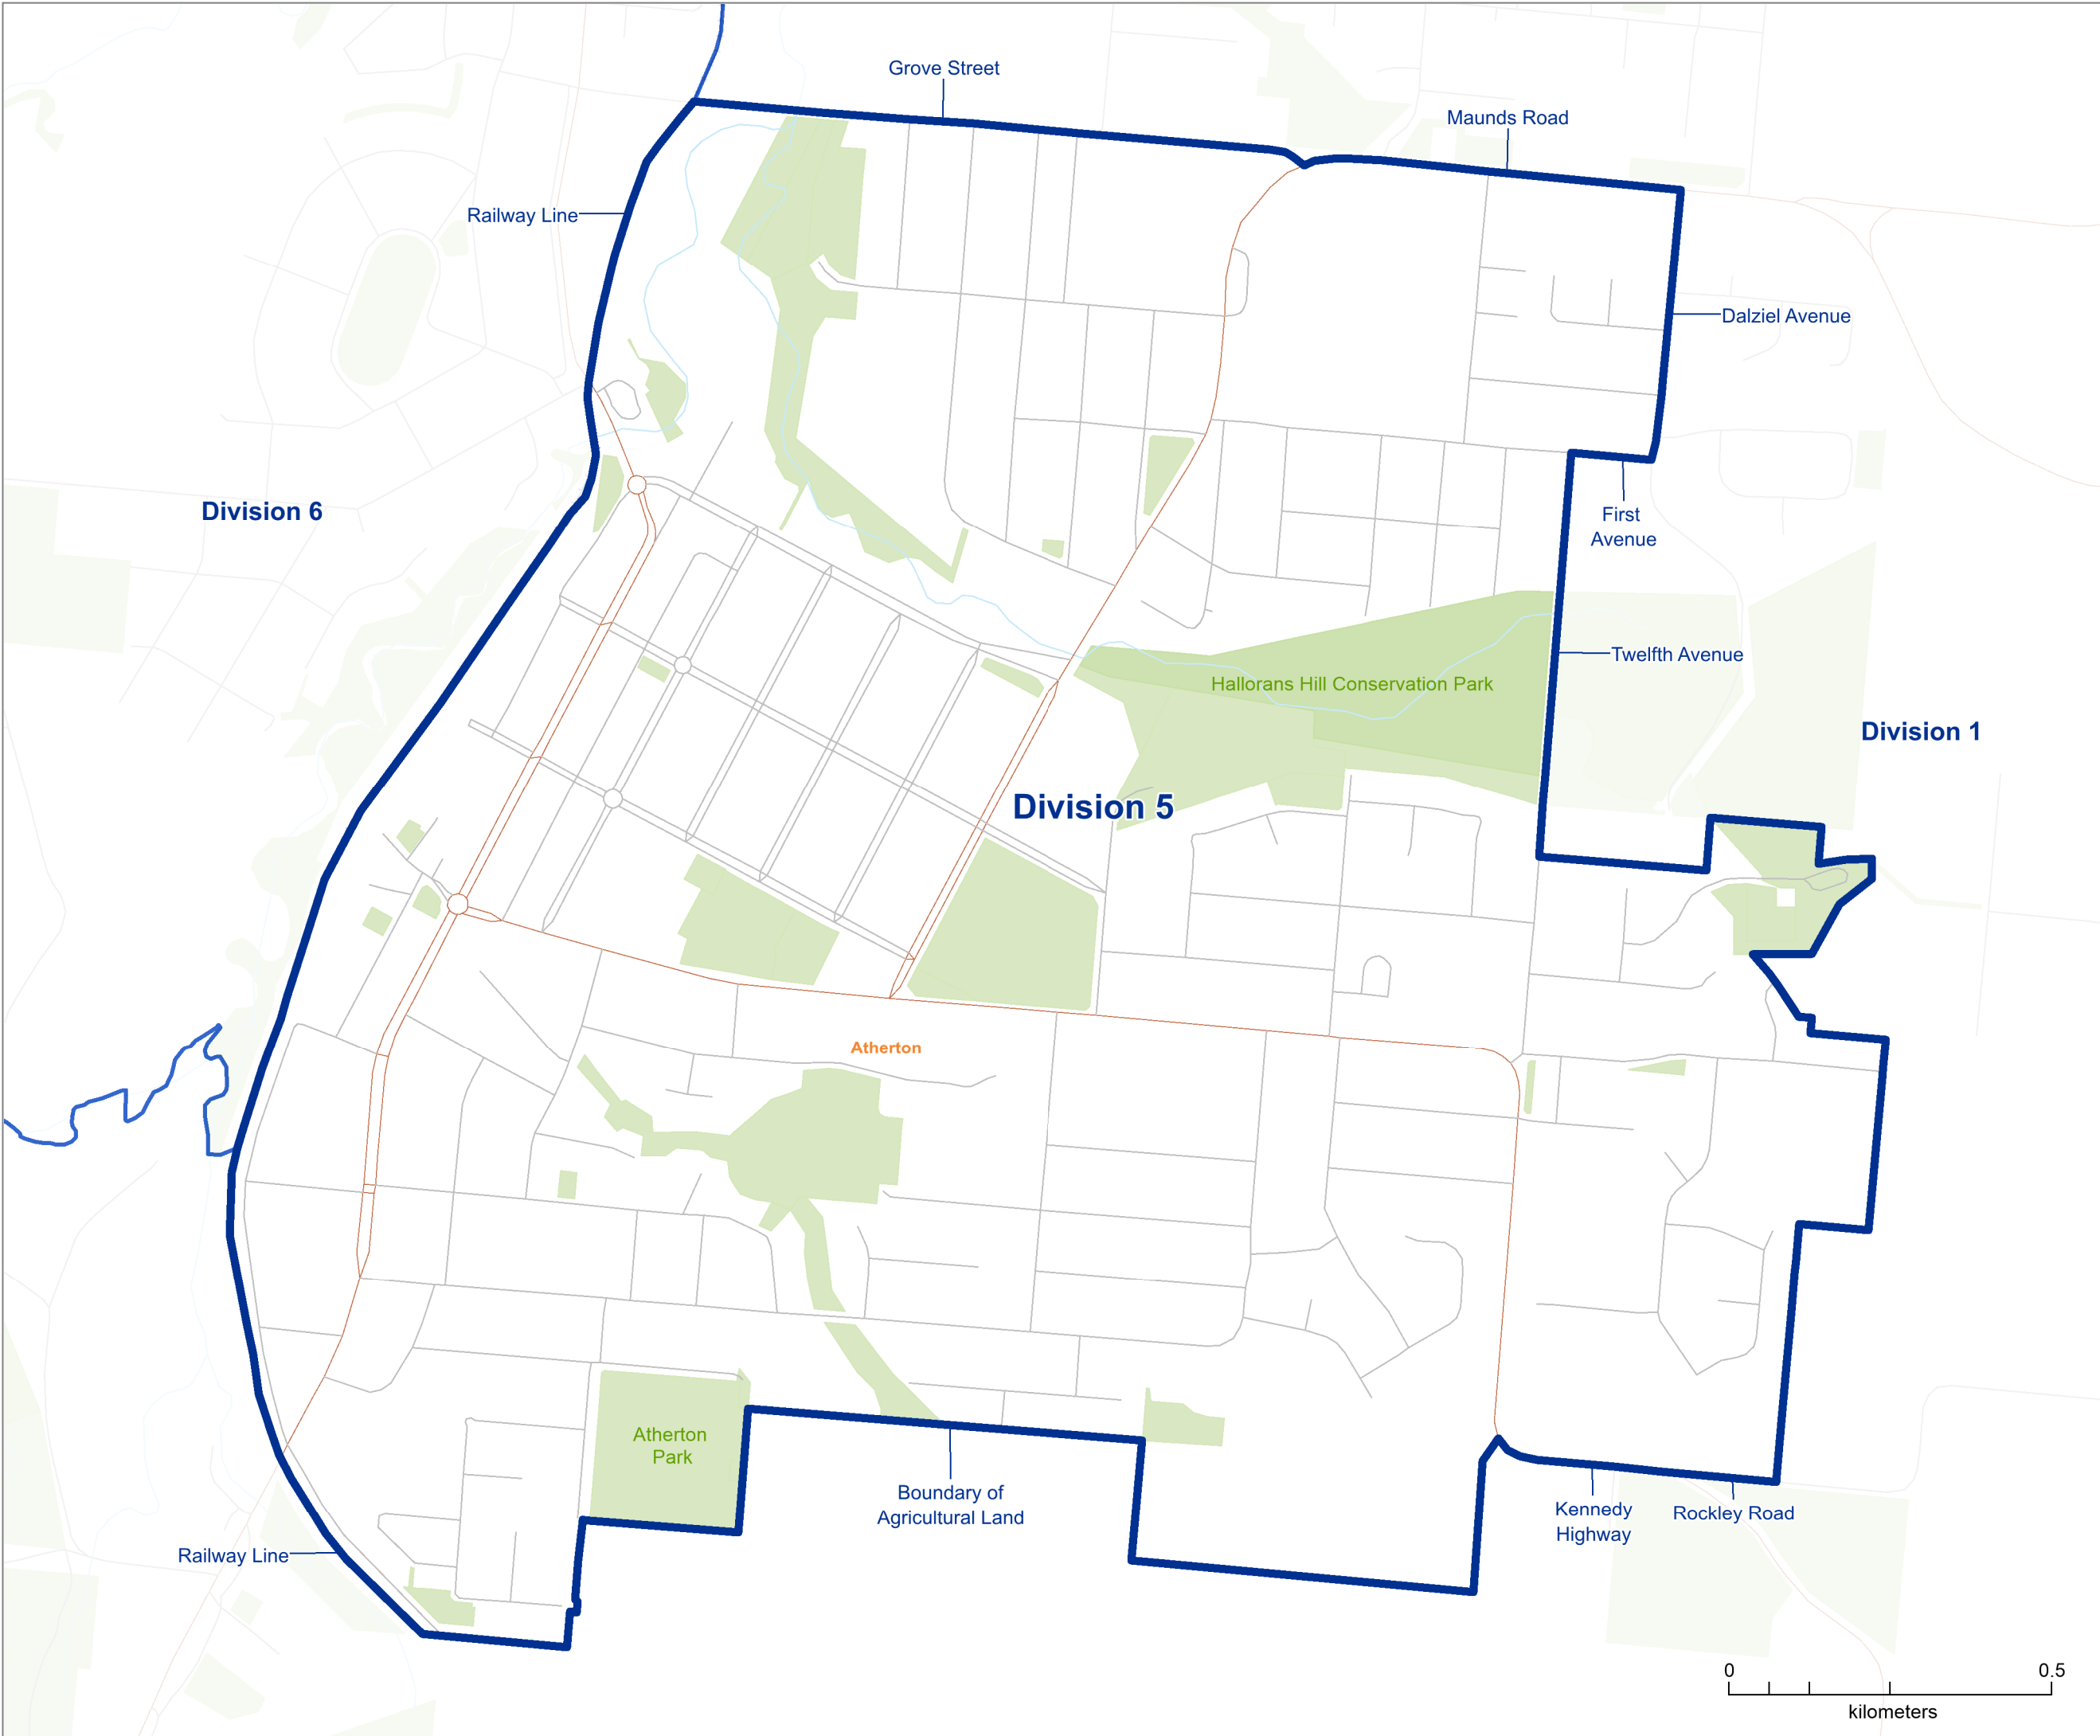 Grove Street
Maunds Road
Railway Line
Dalziel Avenue
Division 6
First
Avenue
Twelfth Avenue
Hallorans Hill Conservation Park
Division 1
Division 5
Atherton
Atherton
Park
Boundary of
Agricultural Land
Kennedy
Highway
Rockley Road
Railway Line
0
0.5
kilometers